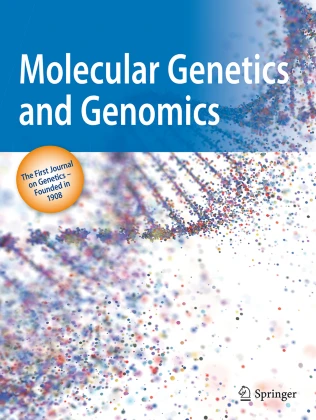 Molecular Genetics
and Genomics
The First Journal
on Genetics –
Founded in
1908
Springer